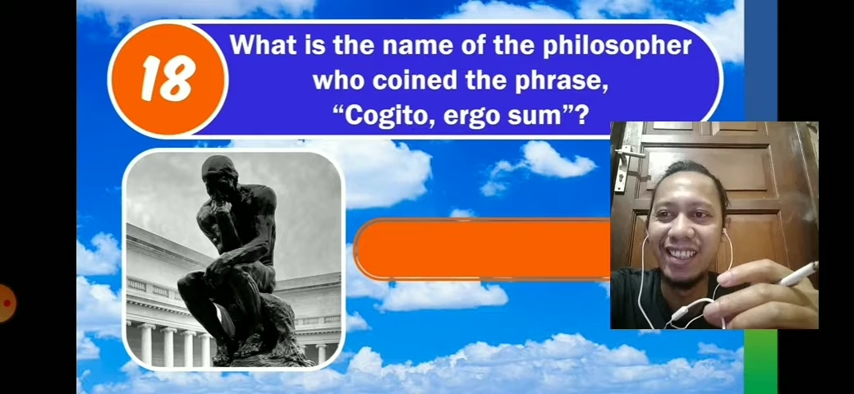 18
What is the name of the philosopher
who coined the phrase,
“Cogito, ergo sum”?